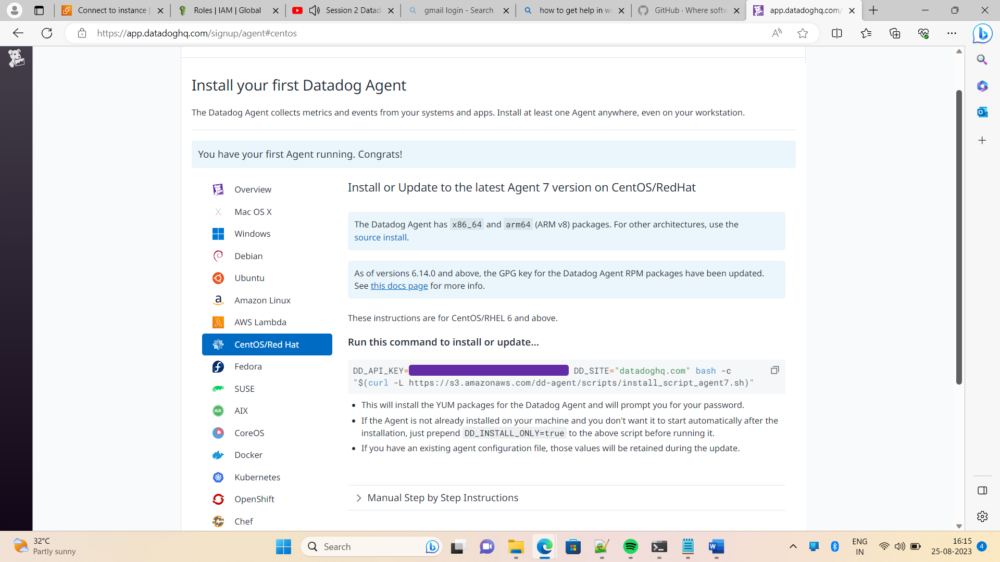 Connect to instance |
Roles | IAM | Global
Session 2 Datad
gmail login - Search
how to get help in wi
GitHub · Where softw
app.datadoghq.com/
https://app.datadoghq.com/signup/agent#centos
Install your first Datadog Agent
The Datadog Agent collects metrics and events from your systems and apps. Install at least one Agent anywhere, even on your workstation.
You have your first Agent running. Congrats!
Overview
Mac OS X
Windows
Debian
Ubuntu
Amazon Linux
AWS Lambda
CentOS/Red Hat
Fedora
SUSE
AIX
AIX
CoreOS
Docker
Kubernetes
OpenShift
Chef
Install or Update to the latest Agent 7 version on CentOS/RedHat
The Datadog Agent has x86_64 and arm64 (ARM v8) packages. For other architectures, use the
source install.
As of versions 6.14.0 and above, the GPG key for the Datadog Agent RPM packages have been updated.
See this docs page for more info.
These instructions are for CentOS/RHEL 6 and above.
Run this command to install or update...
DD_API_KEY= DD_SITE="datadoghq.com" bash -c
"$(curl -L https://s3.amazonaws.com/dd-agent/scripts/install_script_agent7.sh)"
• This will install the YUM packages for the Datadog Agent and will prompt you for your password.
• If the Agent is not already installed on your machine and you don't want it to start automatically after the
installation, just prepend DD_INSTALL_ONLY=true to the above script before running it.
• If you have an existing agent configuration file, those values will be retained during the update.
Manual Step by Step Instructions
32°C
Partly sunny
Search
ENG
IN
16:15
25-08-2023
4